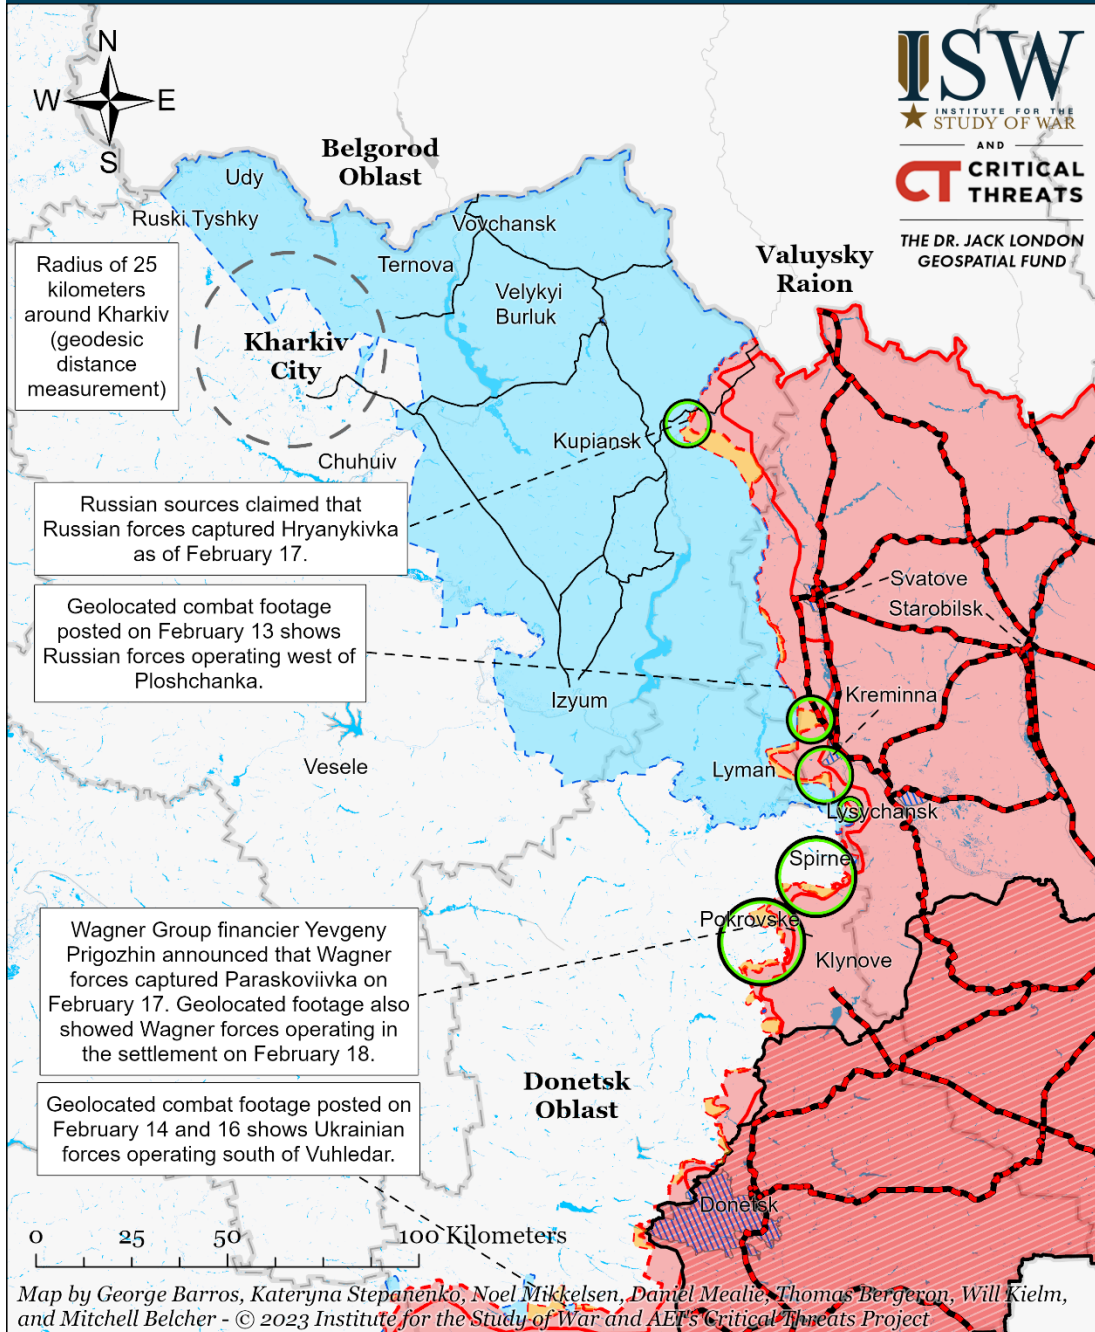 N
W E
S
ISW
INSTITUTE FOR THE
STUDY OF WAR
AND
CT CRITICAL
THREATS
THE DR. JACK LONDON
GEOSPATIAL FUND
Belgorod
Oblast
Udy
Ruski Tyshky
Vovchansk
Ternova
Valuysky
Raion
Velykyi
Burluk
Radius of 25
kilometers
around Kharkiv
(geodesic
distance
measurement)
Kharkiv
City
Kupiansk
Chuhuiv
Russian sources claimed that
Russian forces captured Hryanykivka
as of February 17.
Svatove
Starobilsk
Geolocated combat footage
posted on February 13 shows
Russian forces operating west of
Ploshchanka.
Kreminna
Izyum
Vesele
Lyman
Lysychansk
Spirne
Pokrovske
Klynove
Wagner Group financier Yevgeny
Prigozhin announced that Wagner
forces captured Paraskoviivka on
February 17. Geolocated footage also
showed Wagner forces operating in
the settlement on February 18.
Donetsk
Oblast
Geolocated combat footage posted on
February 14 and 16 shows Ukrainian
forces operating south of Vuhledar.
Donetsk
0 25 50 100 Kilometers
Map by George Barros, Kateryna Stepanenko, Noel Mikkelsen, Daniel Mealie, Thomas Bergeron, Will Kielm,
and Mitchell Belcher - © 2023 Institute for the Study of War and AEI's Critical Threats Project